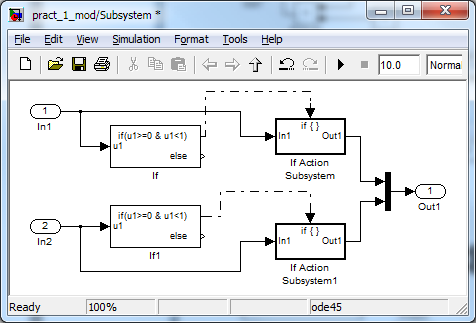 pract_1_mod/Subsystem *
File Edit View Simulation Format Tools Help
10.0 Norma
1
In1
if(u1>=0 & u1<1)
u1
else
If
if { }
In1 Out1
If Action
Subsystem
2
In2
if(u1>=0 & u1<1)
u1
else
If1
if { }
In1 Out1
If Action
Subsystem1
1
Out1
Ready 100% ode45